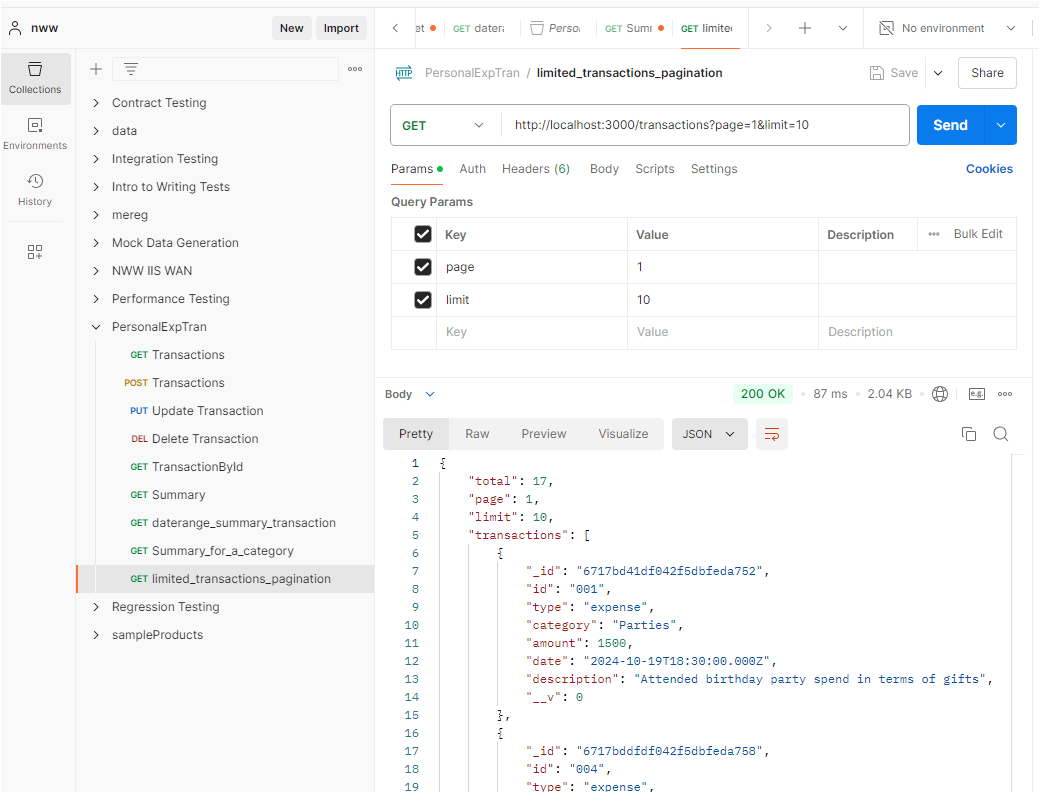 nww
New
Import
et
GET datera
Perso
GET Sumr
GET limite
No environment
Collections
Environments
History
Contract Testing
data
Integration Testing
Intro to Writing Tests
mereg
Mock Data Generation
NWW IIS WAN
Performance Testing
PersonalExpTran
GET Transactions
POST Transactions
PUT Update Transaction
DEL Delete Transaction
GET TransactionById
GET Summary
GET daterange_summary_transaction
GET Summary_for_a_category
GET limited_transactions_pagination
Regression Testing
sampleProducts
HTTP PersonalExpTran / limited_transactions_pagination
Save
Share
GET
http://localhost:3000/transactions?page=1&limit=10
Send
Params
Auth
Headers (6)
Body
Scripts
Settings
Cookies
Query Params
Key Value Description Bulk Edit
page 1
limit 10
Key Value Description
Body
200 OK 87 ms 2.04 KB e.g.
Pretty Raw Preview Visualize JSON
1 {
2 "total": 17,
3 "page": 1,
4 "limit": 10,
5 "transactions": [
6 {
7 "_id": "6717bd41df042f5dbfeda752",
8 "id": "001",
9 "type": "expense",
10 "category": "Parties",
11 "amount": 1500,
12 "date": "2024-10-19T18:30:00.000Z",
13 "description": "Attended birthday party spend in terms of gifts",
14 "__v": 0
15 },
16 {
17 "_id": "6717bddfdf042f5dbfeda758",
18 "id": "004",
19 "type": "expense",